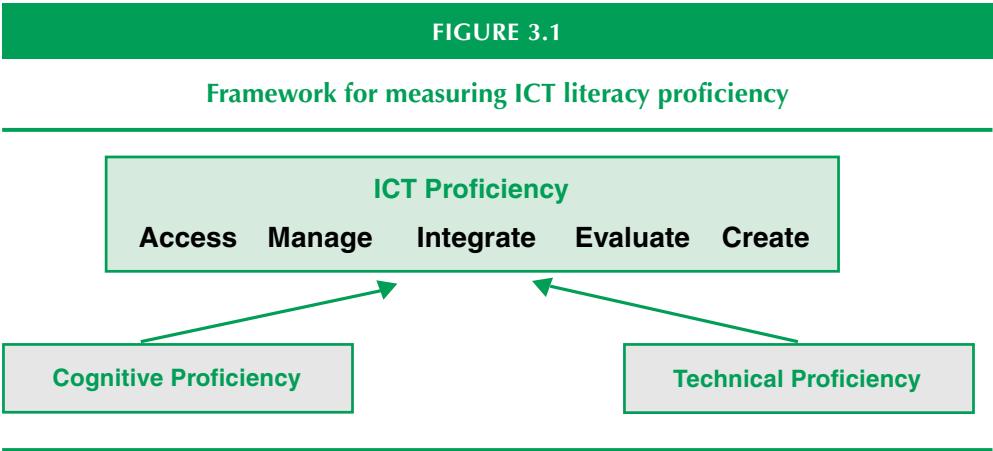 FIGURE 3.1
Framework for measuring ICT literacy proficiency
ICT Proficiency
Access Manage Integrate Evaluate Create
Cognitive Proficiency
Technical Proficiency